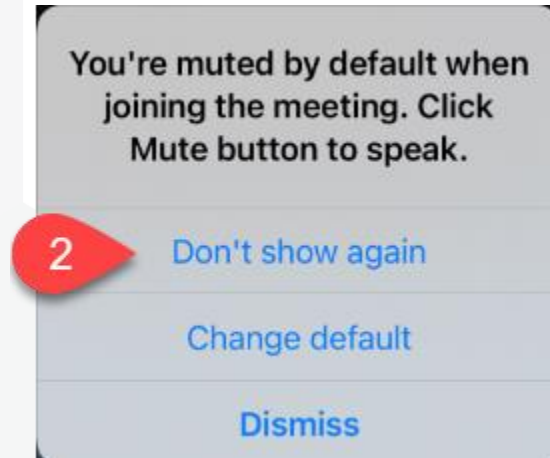 You're muted by default when
joining the meeting. Click
Mute button to speak.
2
Don't show again
Change default
Dismiss